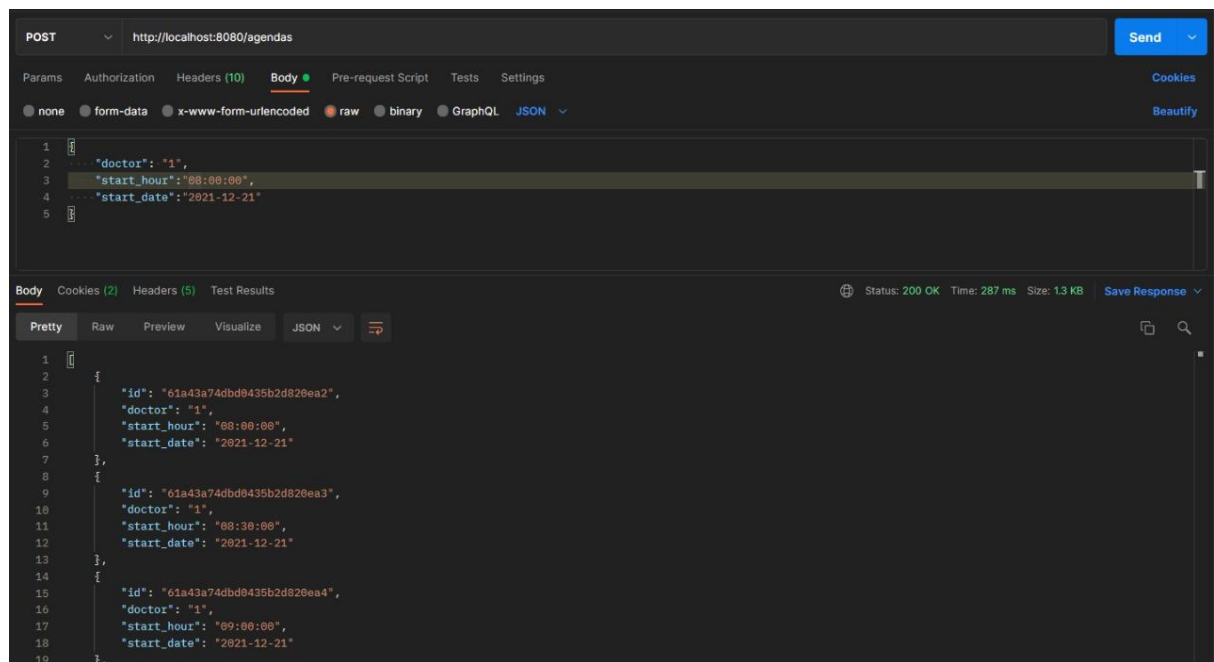 POST http://localhost:8080/agendas Send
Params Authorization Headers (10) Body Pre-request Script Tests Settings Cookies
none form-data x-www-form-urlencoded raw binary GraphQL JSON Beautify
1 {
2 ····"doctor":·"1",
3 "start_hour":"08:00:00",
4 ····"start_date":"2021-12-21"
5 }
Body Cookies (2) Headers (5) Test Results Status: 200 OK Time: 287 ms Size: 1.3 KB Save Response
Pretty Raw Preview Visualize JSON
1 [
2 {
3 "id": "61a43a74dbd0435b2d820ea2",
4 "doctor": "1",
5 "start_hour": "08:00:00",
6 "start_date": "2021-12-21"
7 },
8 {
9 "id": "61a43a74dbd0435b2d820ea3",
10 "doctor": "1",
11 "start_hour": "08:30:00",
12 "start_date": "2021-12-21"
13 },
14 {
15 "id": "61a43a74dbd0435b2d820ea4",
16 "doctor": "1",
17 "start_hour": "09:00:00",
18 "start_date": "2021-12-21"
19 },